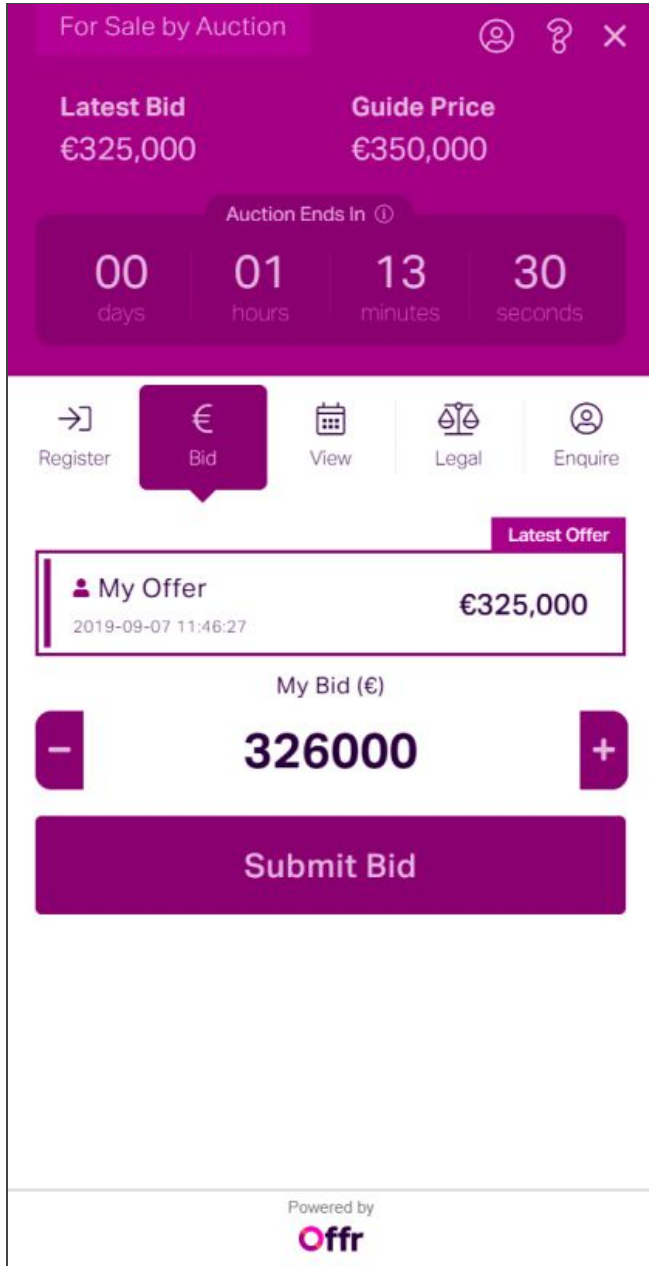 For Sale by Auction
Latest Bid Guide Price
€325,000 €350,000
Auction Ends In
00 01 13 30
days hours minutes seconds
€
Register Bid View Legal Enquire
Latest Offer
My Offer €325,000
2019-09-07 11:46:27
My Bid (€)
− 326000 +
Submit Bid
Powered by
Offr